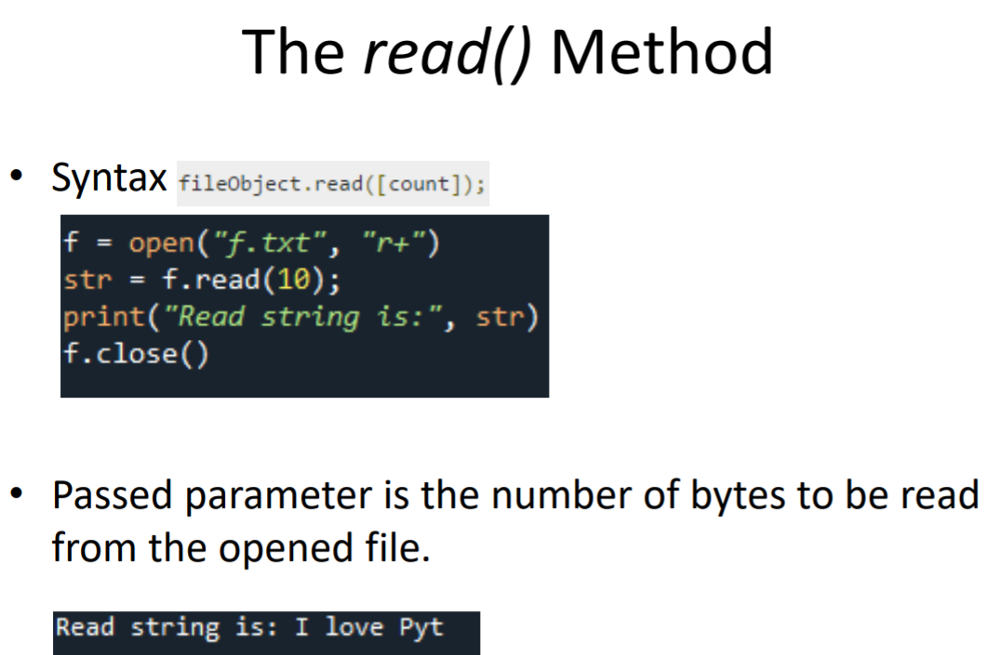 The read() Method
• Syntax fileObject.read([count]);
f = open("f.txt", "r+")
str = f.read(10);
print("Read string is:", str)
f.close()
• Passed parameter is the number of bytes to be read
from the opened file.
Read string is: I love Pyt